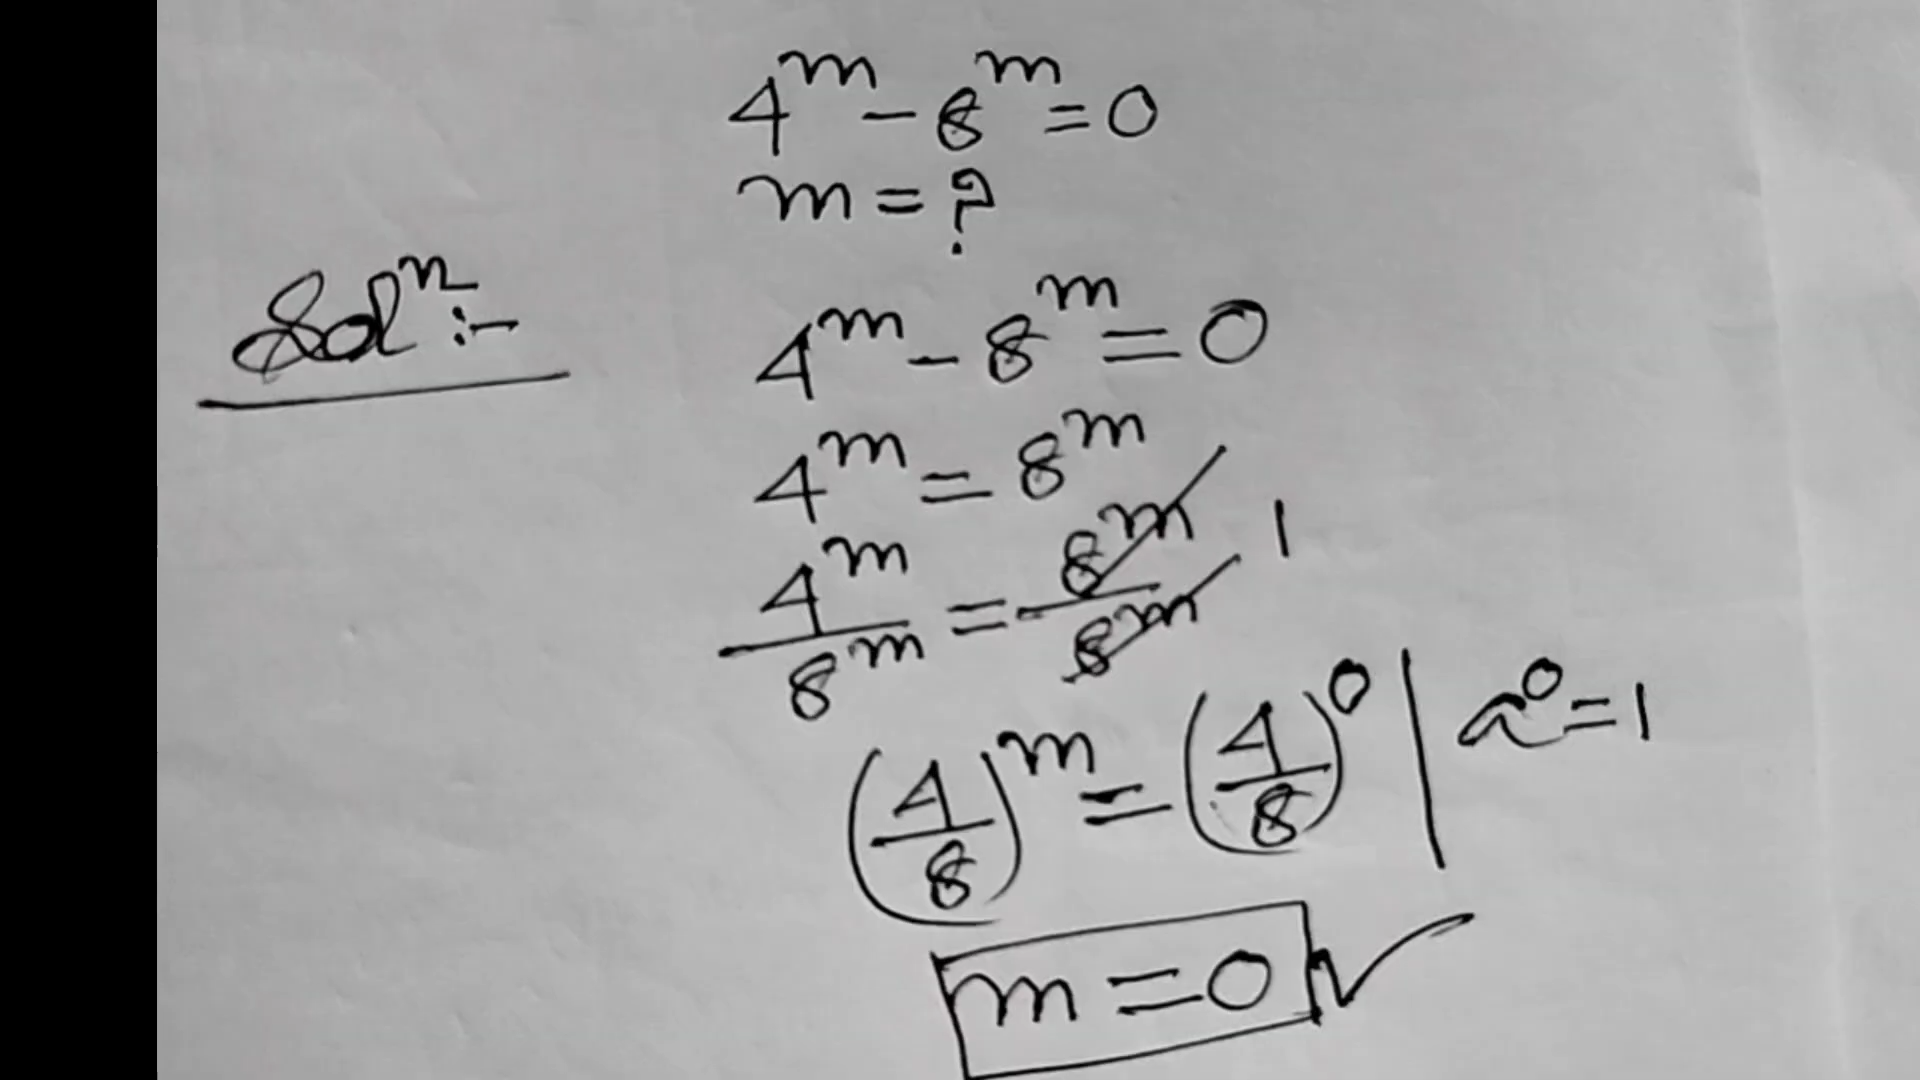 4^m - 8^m = 0
m = ?
Sol^n :-
4^m - 8^m = 0
4^m = 8^m
4^m/8^m = 8^m/8^m 1
(4/8)^m = (4/8)^0 | a^0 = 1
m = 0 ✓